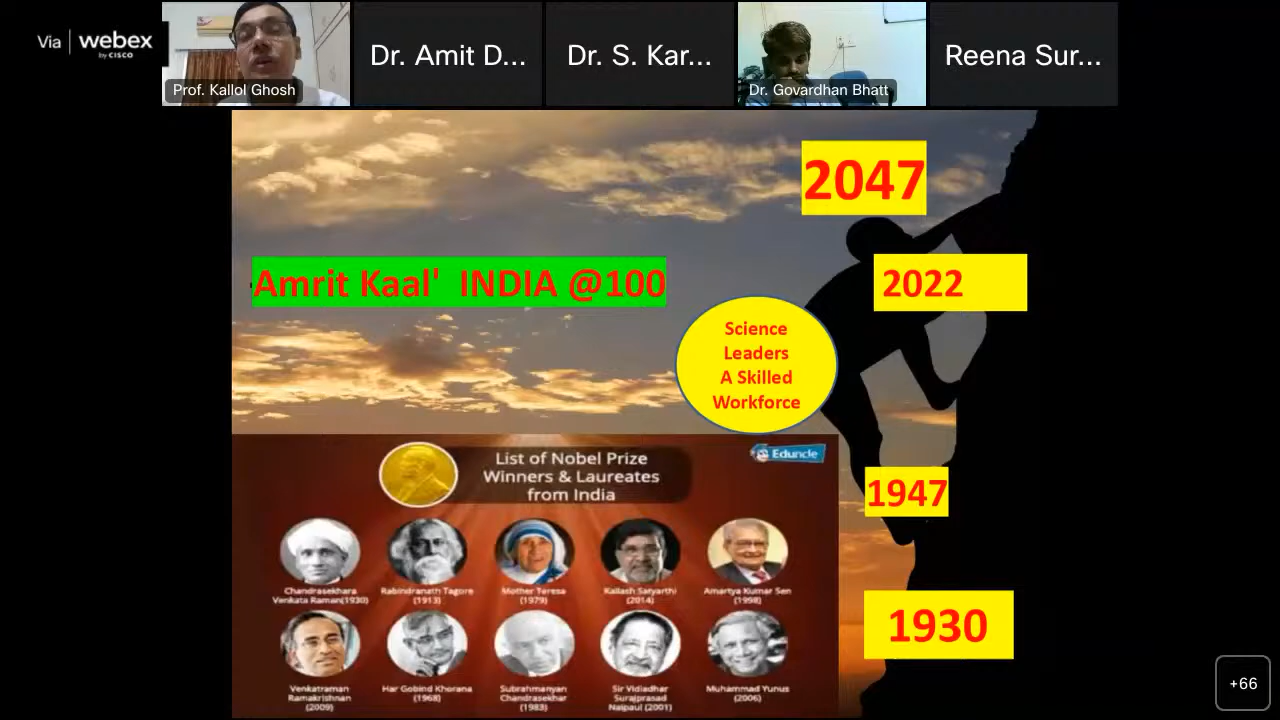 Via | webex
by CISCO
Prof. Kallol Ghosh
Dr. Amit D...
Dr. S. Kar...
Dr. Govardhan Bhatt
Reena Sur...
2047
Amrit Kaal' INDIA @100
2022
Science
Leaders
A Skilled
Workforce
List of Nobel Prize
Winners & Laureates
from India
Eduncle
1947
Chandrasekhara
Venkata Raman(1930)
Rabindranath Tagore
(1913)
Mother Teresa
(1979)
Kailash Satyarthi
(2014)
Amartya Kumar Sen
(1998)
1930
Venkatraman
Ramakrishnan
(2009)
Har Gobind Khorana
(1968)
Subrahmanyan
Chandrasekhar
(1983)
Sir Vidiadhar
Surajprasad
Naipaul (2001)
Muhammad Yunus
(2006)
+66